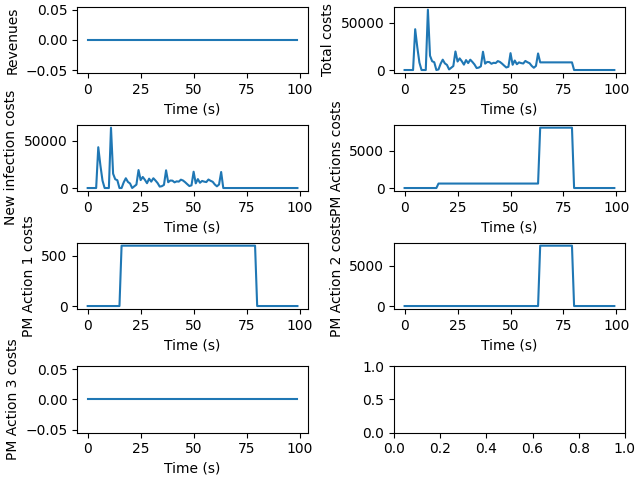 Revenues
0.05
0.00
−0.05
0 25 50 75 100
Time (s)
Total costs
50000
0
0 25 50 75 100
Time (s)
New infection costs
50000
0
0 25 50 75 100
Time (s)
PM Actions costs
5000
0
0 25 50 75 100
Time (s)
PM Action 1 costs
500
0
0 25 50 75 100
Time (s)
PM Action 2 costs
5000
0
0 25 50 75 100
Time (s)
PM Action 3 costs
0.05
0.00
−0.05
0 25 50 75 100
Time (s)
1.0
0.5
0.0
0.0 0.2 0.4 0.6 0.8 1.0